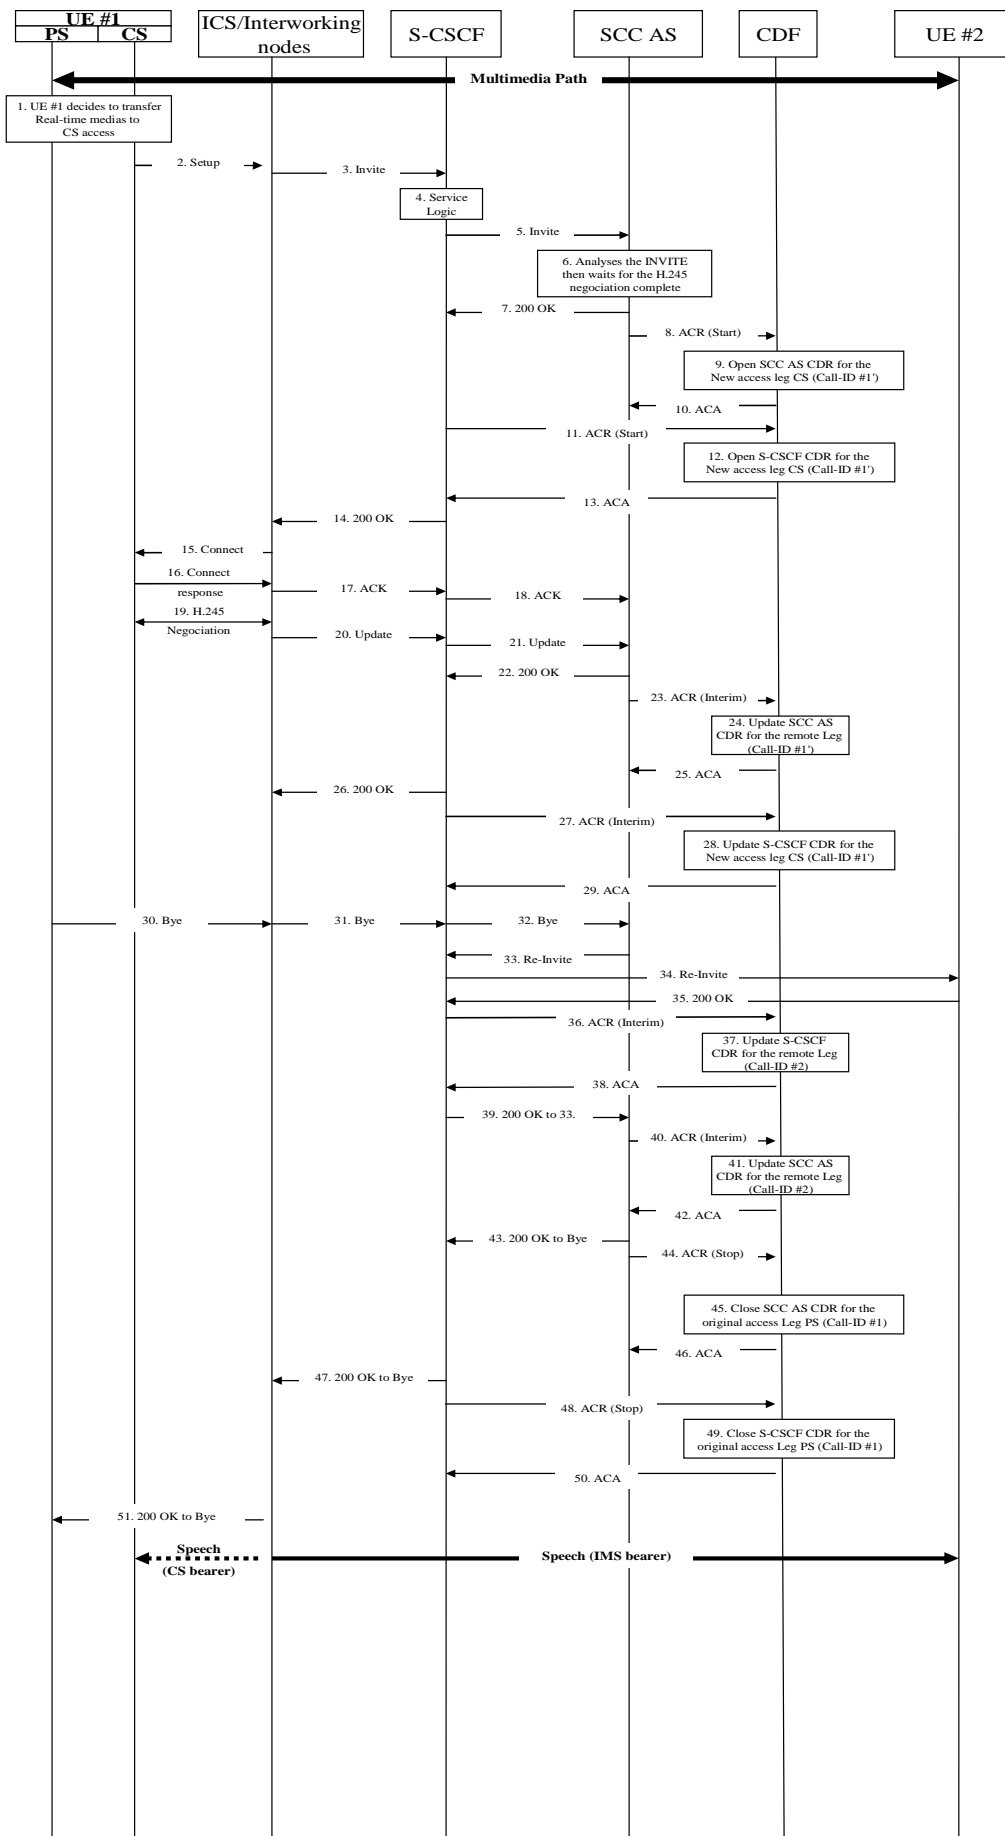 UE #1
PS
CS
ICS/Interworking
nodes
S-CSCF
SCC AS
CDF
UE #2
Multimedia Path
1. UE #1 decides to transfer
Real-time medias to
CS access
2. Setup
3. Invite
4. Service
Logic
5. Invite
6. Analyses the INVITE
then waits for the H.245
negociation complete
7. 200 OK
8. ACR (Start)
9. Open SCC AS CDR for the
New access leg CS (Call-ID #1')
10. ACA
11. ACR (Start)
12. Open S-CSCF CDR for the
New access leg CS (Call-ID #1')
13. ACA
14. 200 OK
15. Connect
16. Connect
response
17. ACK
18. ACK
19. H.245
Negociation
20. Update
21. Update
22. 200 OK
23. ACR (Interim)
24. Update SCC AS
CDR for the remote Leg
(Call-ID #1')
25. ACA
26. 200 OK
27. ACR (Interim)
28. Update S-CSCF CDR for the
New access leg CS (Call-ID #1')
29. ACA
30. Bye
31. Bye
32. Bye
33. Re-Invite
34. Re-Invite
35. 200 OK
36. ACR (Interim)
37. Update S-CSCF
CDR for the remote Leg
(Call-ID #2)
38. ACA
39. 200 OK to 33.
40. ACR (Interim)
41. Update SCC AS
CDR for the remote Leg
(Call-ID #2)
42. ACA
43. 200 OK to Bye
44. ACR (Stop)
45. Close SCC AS CDR for the
original access Leg PS (Call-ID #1)
46. ACA
47. 200 OK to Bye
48. ACR (Stop)
49. Close S-CSCF CDR for the
original access Leg PS (Call-ID #1)
50. ACA
51. 200 OK to Bye
Speech
(CS bearer)
Speech (IMS bearer)